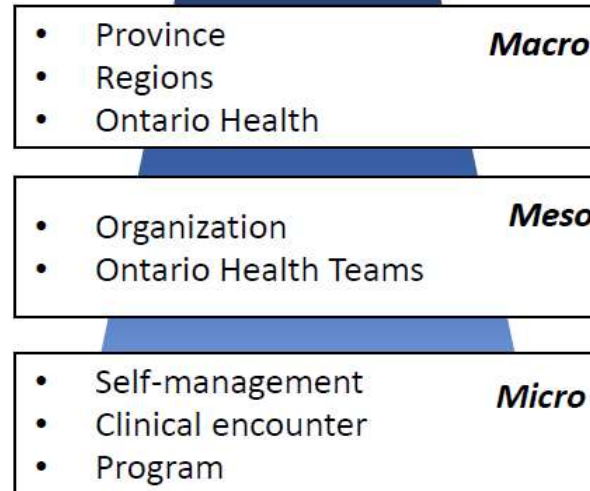 • Province
Macro
• Regions
• Ontario Health
Meso
• Organization
• Ontario Health Teams
• Self-management
Micro
• Clinical encounter
• Program